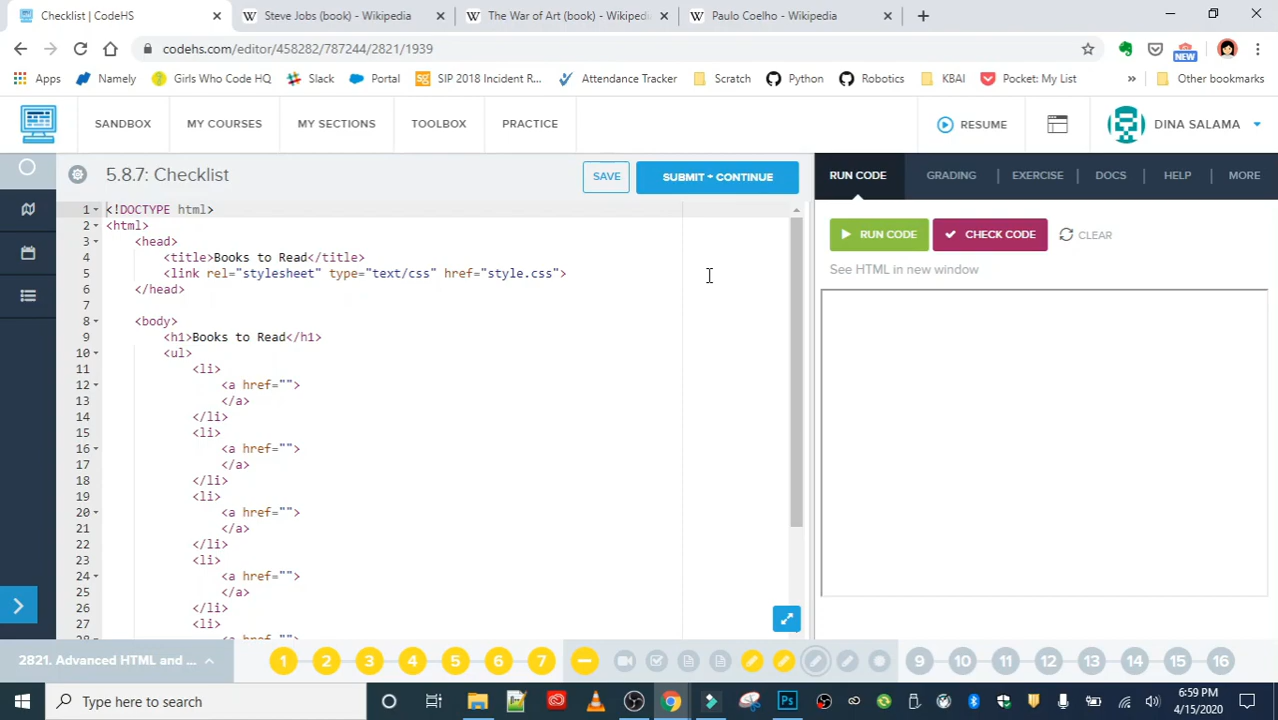 Checklist | CodeHS
Steve Jobs (book) - Wikipedia
The War of Art (book) - Wikipedi
Paulo Coelho - Wikipedia
codehs.com/editor/458282/787244/2821/1939
NEW
Apps
Namely
Girls Who Code HQ
Slack
Portal
SIP 2018 Incident R...
Attendance Tracker
Scratch
Python
Robotics
KBAI
Pocket: My List
»
Other bookmarks
SANDBOX
MY COURSES
MY SECTIONS
TOOLBOX
PRACTICE
RESUME
DINA SALAMA
5.8.7: Checklist
SAVE
SUBMIT + CONTINUE
RUN CODE
GRADING
EXERCISE
DOCS
HELP
MORE
1 <!DOCTYPE html>
2 <html>
3 <head>
4 <title>Books to Read</title>
5 <link rel="stylesheet" type="text/css" href="style.css">
6 </head>
7
8 <body>
9 <h1>Books to Read</h1>
10 <ul>
11 <li>
12 <a href="">
13 </a>
14 </li>
15 <li>
16 <a href="">
17 </a>
18 </li>
19 <li>
20 <a href="">
21 </a>
22 </li>
23 <li>
24 <a href="">
25 </a>
26 </li>
27 <li>
28 <a href="">
RUN CODE
CHECK CODE
CLEAR
See HTML in new window
2821. Advanced HTML and ...
1 2 3 4 5 6 7 9 10 11 12 13 14 15 16
Type here to search
6:59 PM
4/15/2020